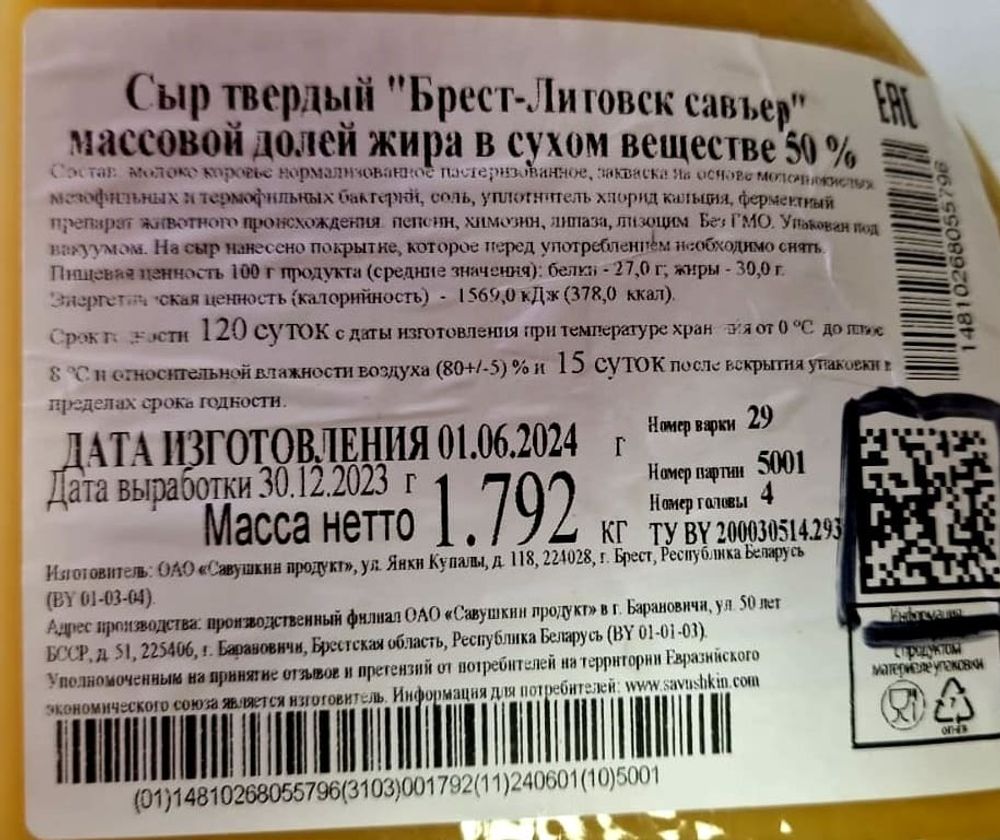 Сыр твердый "Брест-Литовск савъер"
массовой долей жира в сухом веществе 50 %
EAC
Состав: молоко коровье нормализованное пастеризованное, закваска на основе молочнокислых
мезофильных и термофильных бактерий, соль, уплотнитель хлорид кальция, ферментный
препарат животного происхождения пепсин, химозин, липаза, лизоцим Без ГМО. Упакован под
вакуумом. На сыр нанесено покрытие, которое перед употреблением необходимо снять.
Пищевая ценность 100 г продукта (средние значения): белки - 27,0 г; жиры - 30,0 г.
Энергетическая ценность (калорийность) - 1569,0 кДж (378,0 ккал).
Срок годности 120 суток с даты изготовления при температуре хранения от 0 °С до плюс
8 °С и относительной влажности воздуха (80+/-5) % и 15 суток после вскрытия упаковки в
пределах срока годности.
14810268055796
ДАТА ИЗГОТОВЛЕНИЯ 01.06.2024 г
Номер варки 29
Дата выработки 30.12.2023 г
Номер партии 5001
Номер головы 4
Масса нетто 1.792 кг
ТУ BY 200030514.293
Изготовитель: ОАО «Савушкин продукт», ул. Янки Купалы, д. 118, 224028, г. Брест, Республика Беларусь
(BY 01-03-04).
Адрес производства: производственный филиал ОАО «Савушкин продукт» в г. Барановичи, ул. 50 лет
БССР, д. 51, 225406, г. Барановичи, Брестская область, Республика Беларусь (BY 01-01-03).
Уполномоченным на принятие отзывов и претензий от потребителей на территории Евразийского
экономического союза является изготовитель. Информация для потребителей: www.savushkin.com
Информация
с продуктом
материале упаковки
(01)14810268055796(3103)001792(11)240601(10)5001